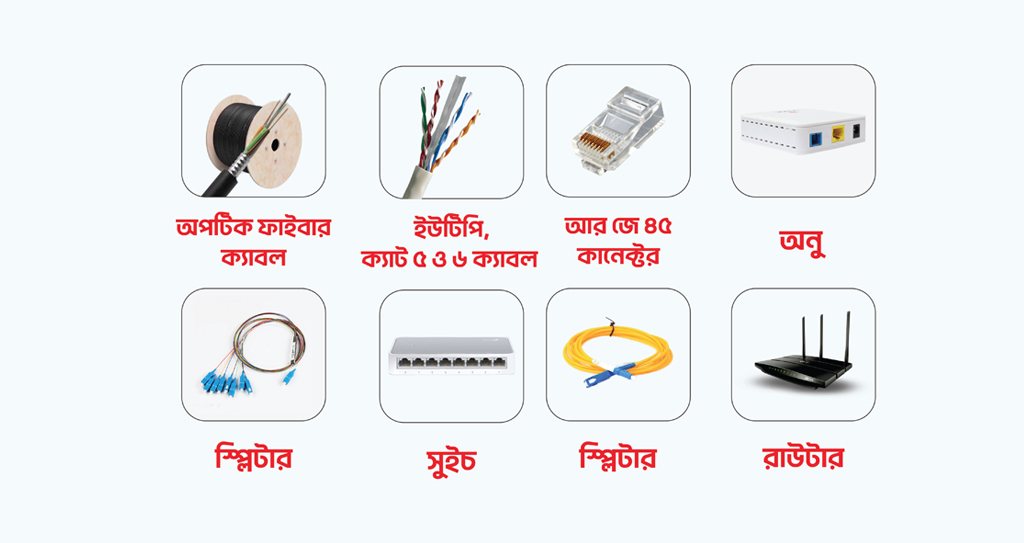 অপটিক ফাইবার
ক্যাবল
ইউটিপি,
ক্যাট ৫ ও ৬ ক্যাবল
আর জে ৪৫
কানেক্টর
অনু
স্প্লিটার
সুইচ
স্প্লিটার
রাউটার